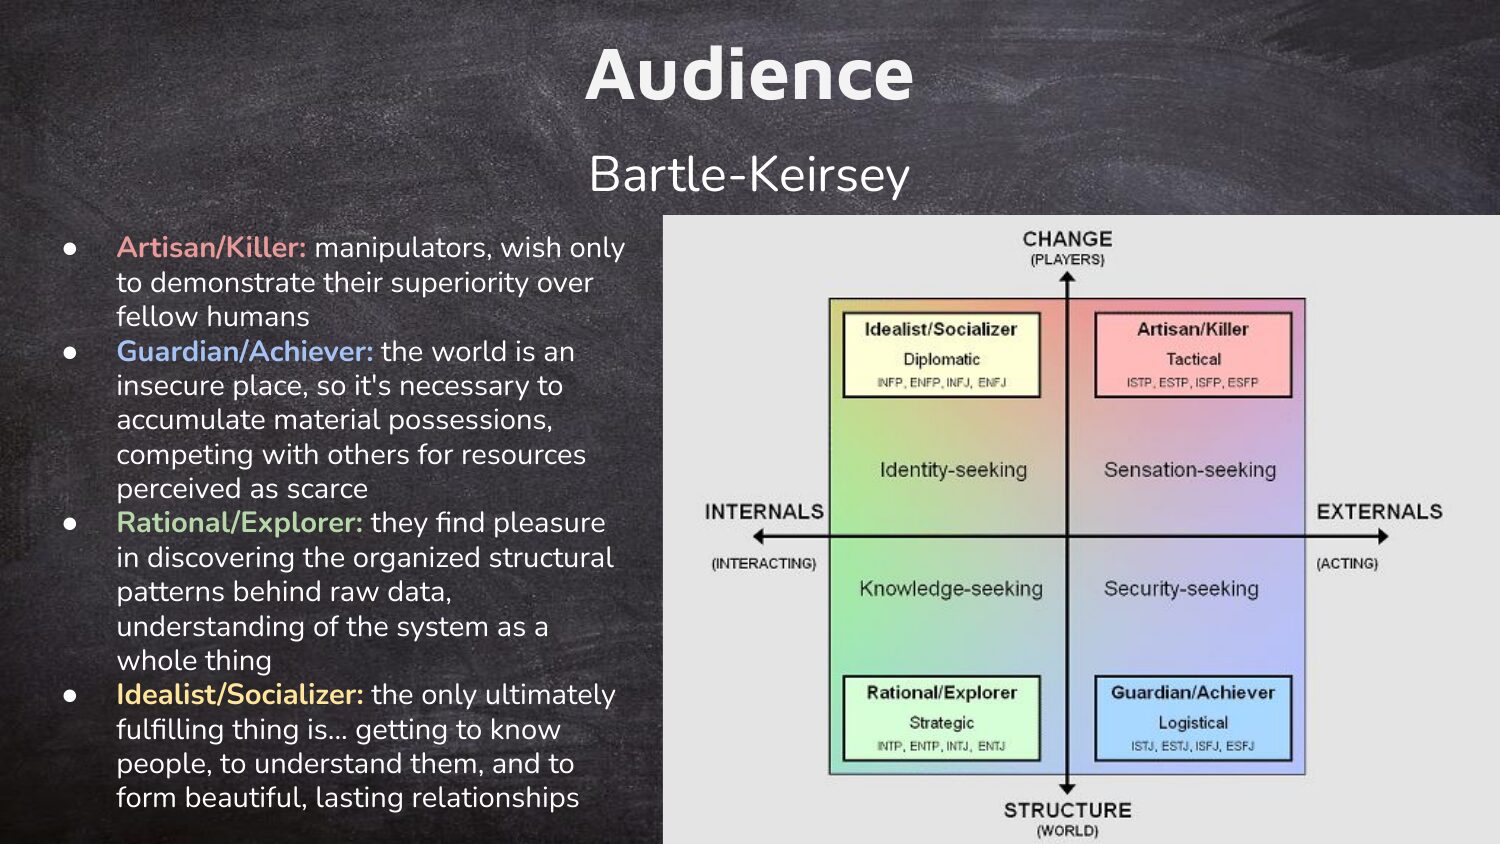 Audience
Bartle-Keirsey
● Artisan/Killer: manipulators, wish only
to demonstrate their superiority over
fellow humans
● Guardian/Achiever: the world is an
insecure place, so it's necessary to
accumulate material possessions,
competing with others for resources
perceived as scarce
● Rational/Explorer: they find pleasure
in discovering the organized structural
patterns behind raw data,
understanding of the system as a
whole thing
● Idealist/Socializer: the only ultimately
fulfilling thing is... getting to know
people, to understand them, and to
form beautiful, lasting relationships
CHANGE
(PLAYERS)
Idealist/Socializer
Diplomatic
INFP, ENFP, INFJ, ENFJ
Artisan/Killer
Tactical
ISTP, ESTP, ISFP, ESFP
Identity-seeking
Sensation-seeking
INTERNALS
(INTERACTING)
EXTERNALS
(ACTING)
Knowledge-seeking
Security-seeking
Rational/Explorer
Strategic
INTP, ENTP, INTJ, ENTJ
Guardian/Achiever
Logistical
ISTJ, ESTJ, ISFJ, ESFJ
STRUCTURE
(WORLD)